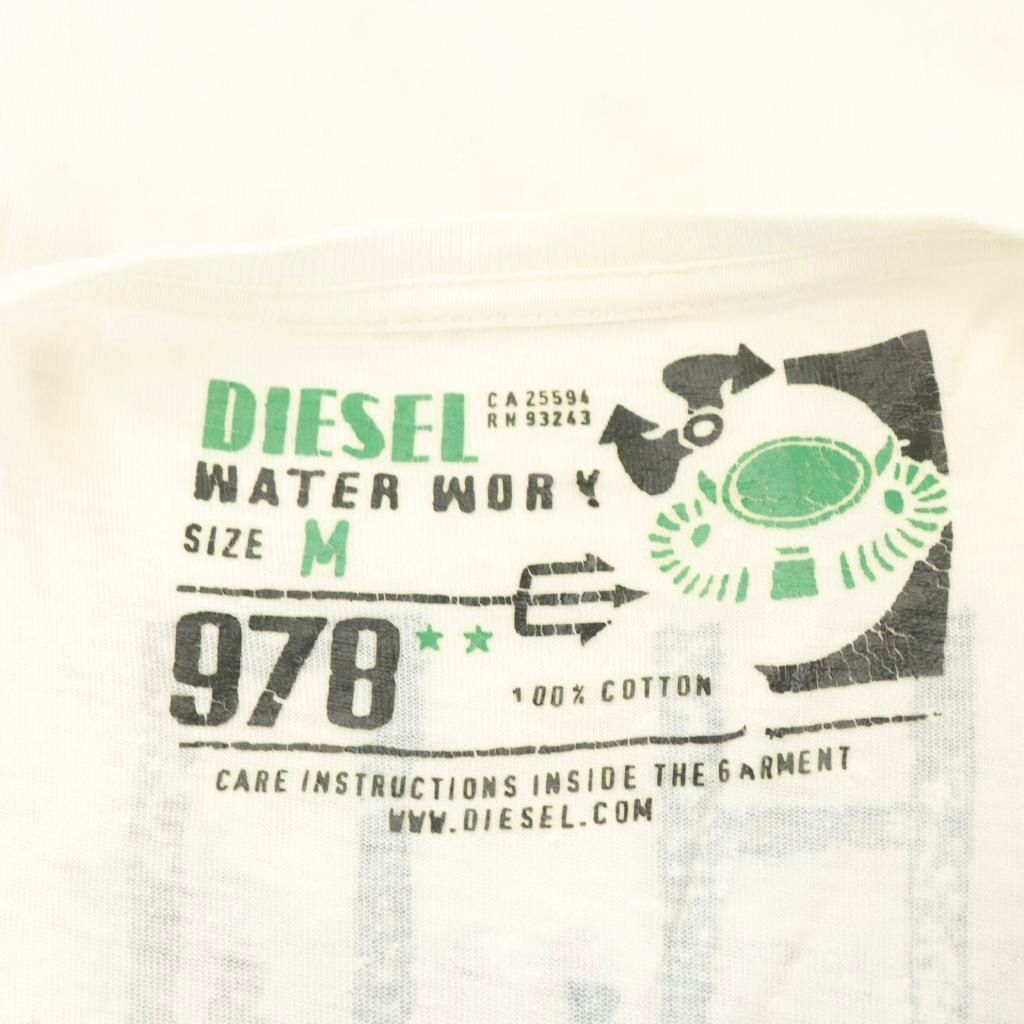 DIESEL
CA 25594
RN 93243
WATER WORY
SIZE M
978
100% COTTON
CARE INSTRUCTIONS INSIDE THE GARMENT
WWW.DIESEL.COM